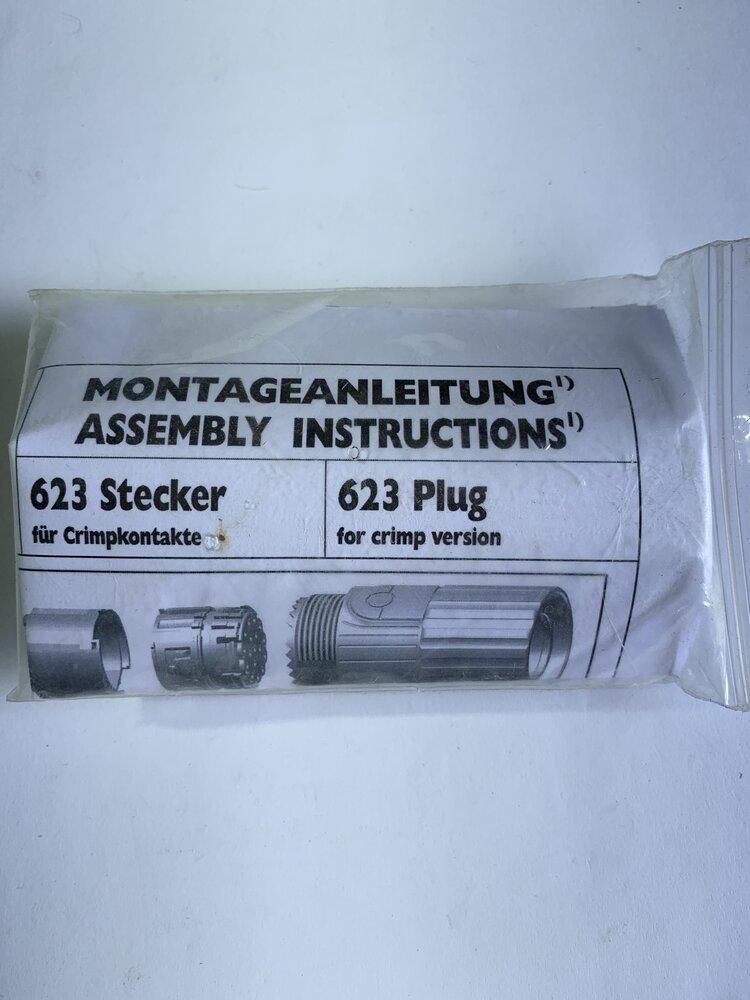 MONTAGEANLEITUNG¹⁾
ASSEMBLY INSTRUCTIONS¹⁾
623 Stecker
für Crimpkontakte
623 Plug
for crimp version